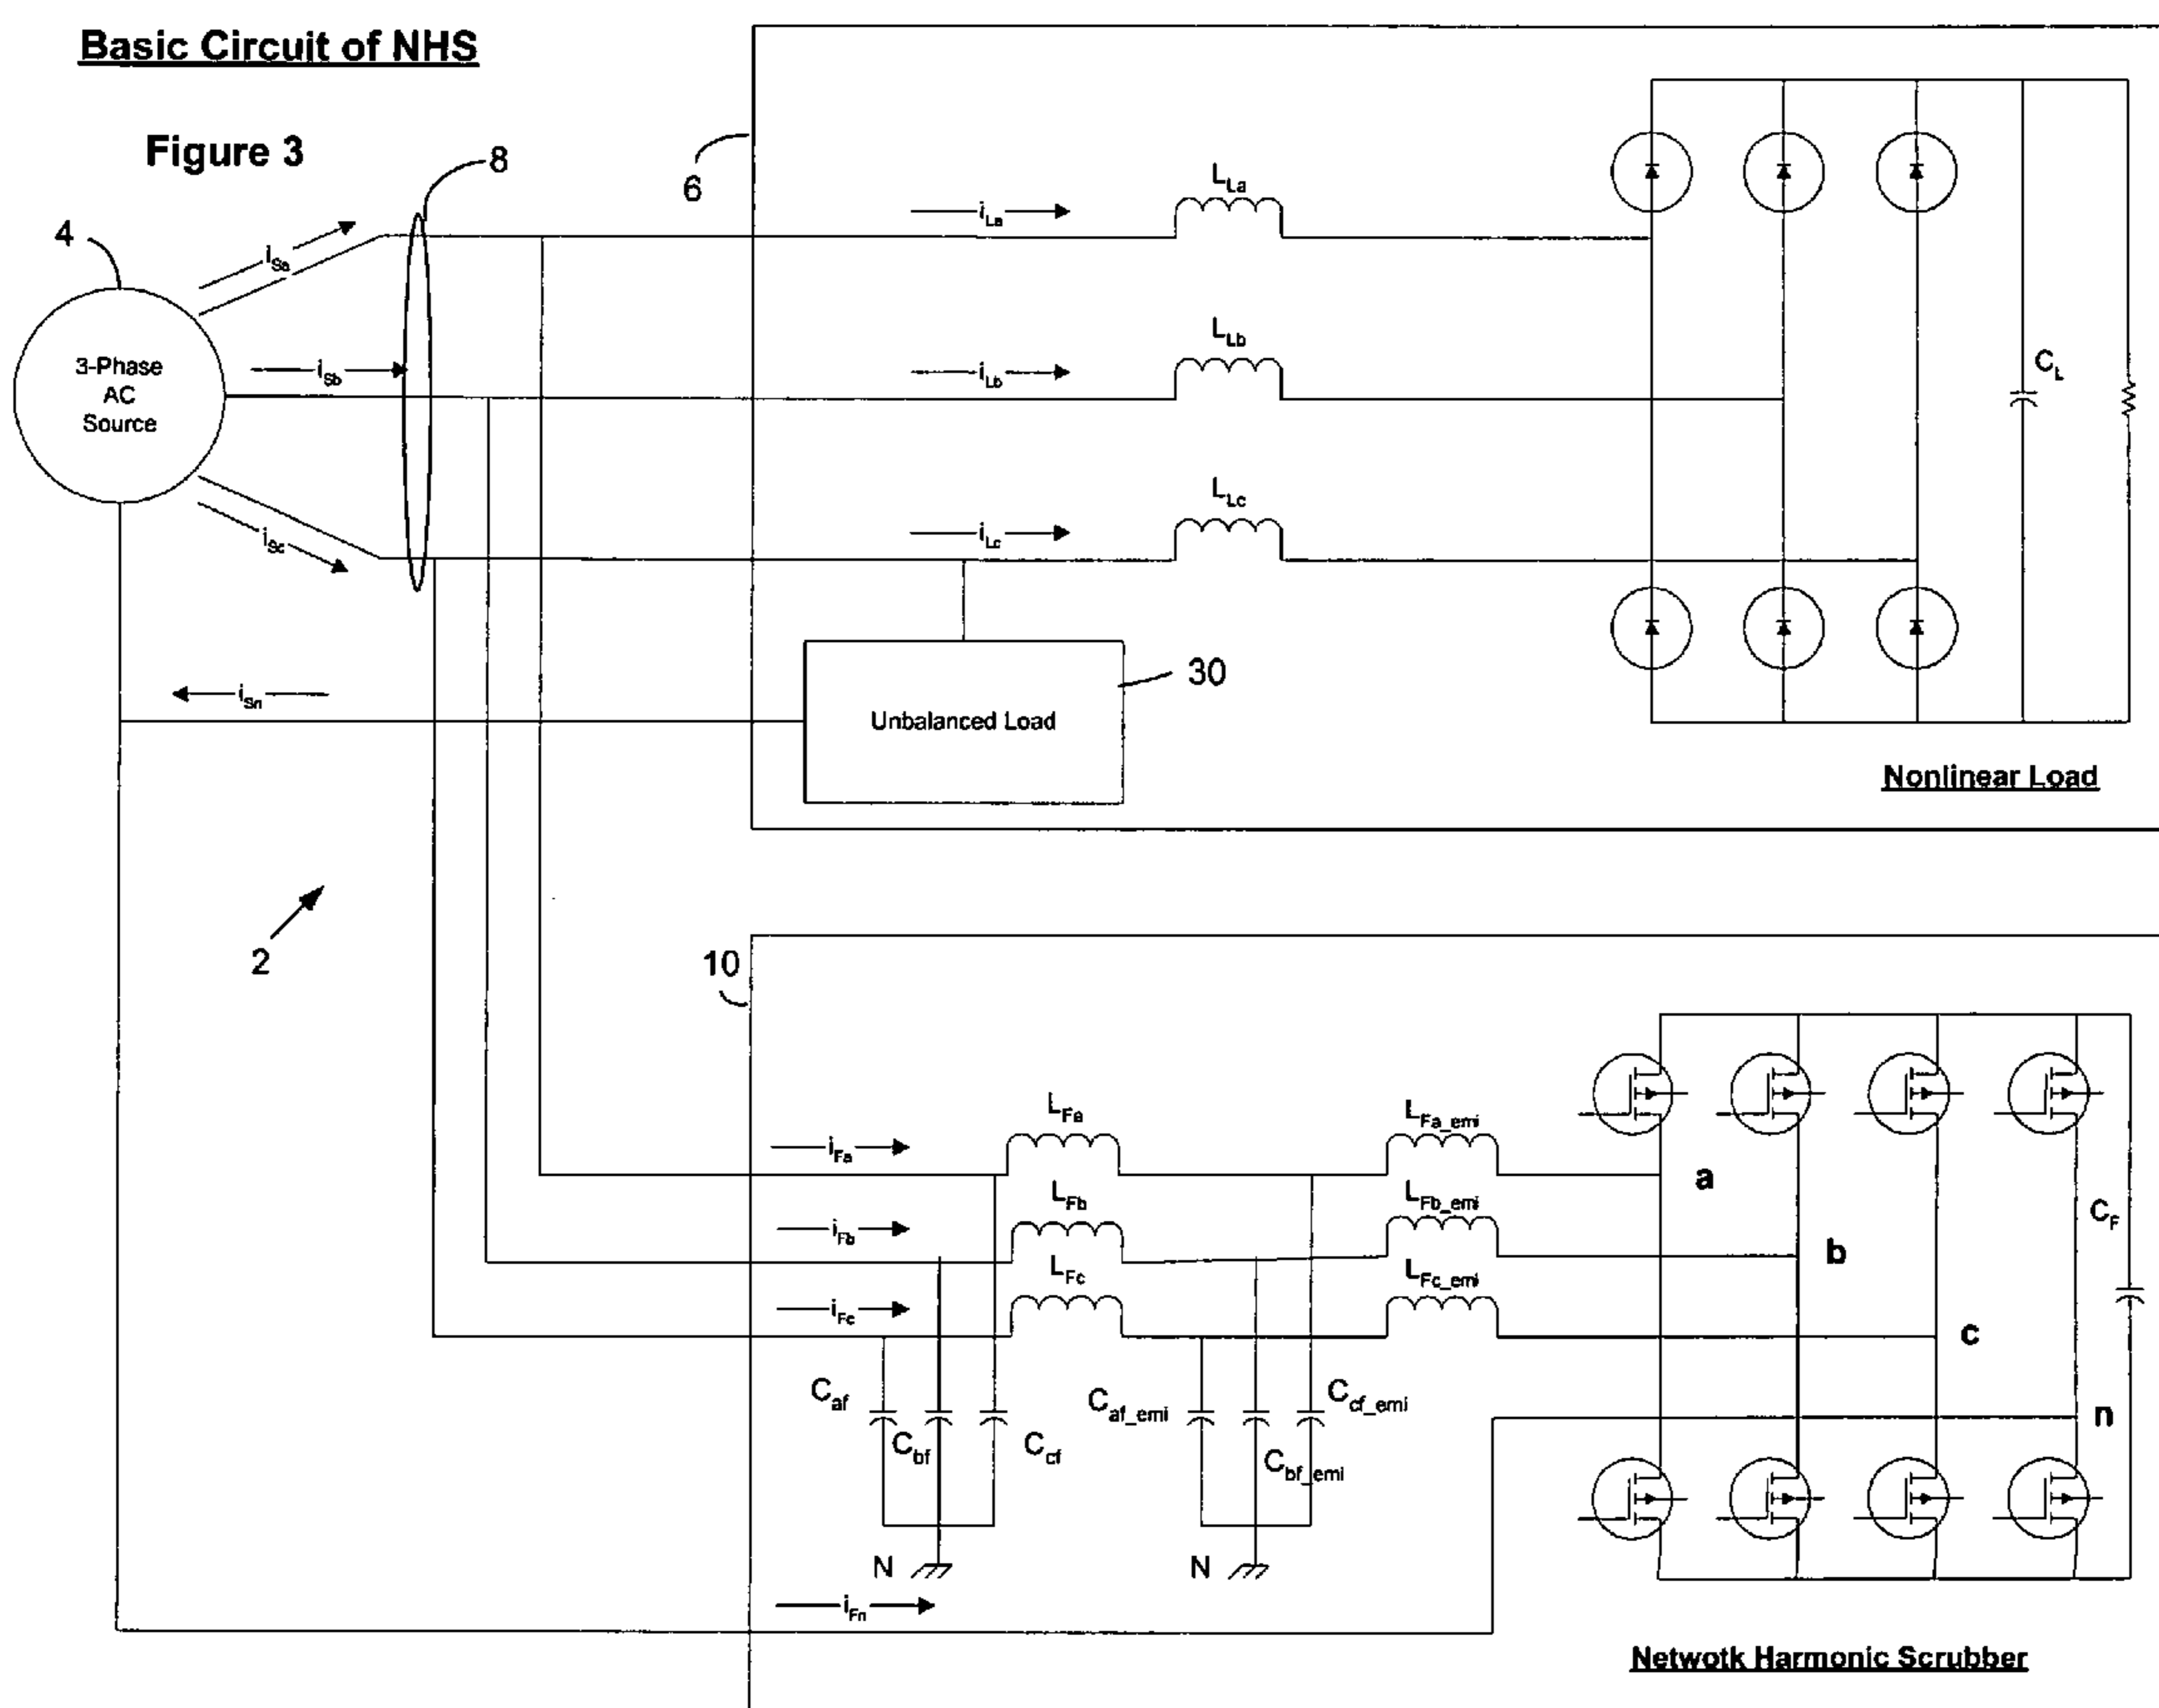 Basic Circuit of NHS
Figure 3
8
6
4
3-Phase
AC
Source
iSa
iSb
iSc
iSn
iLa
LLa
iLb
LLb
iLc
LLc
CL
Unbalanced Load
30
Nonlinear Load
2
10
iFa
LFa
LFa_emi
a
iFb
LFb
LFb_emi
b
CF
iFc
LFc
LFc_emi
c
Caf
Cbf
Ccf
Caf_emi
Cbf_emi
Ccf_emi
n
N
N
iFn
Netwotk Harmonic Scrubber